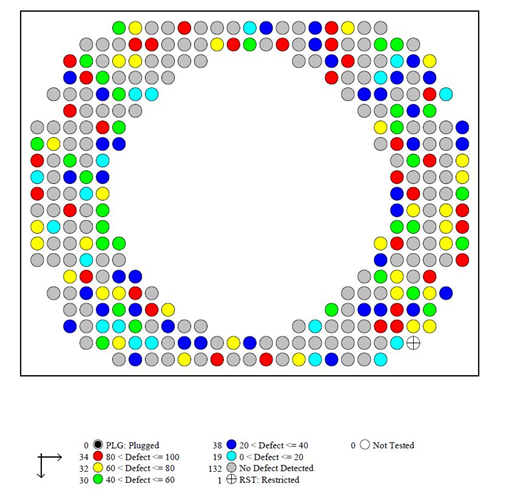 0 PLG: Plugged 38 20 < Defect <= 40 0 Not Tested
34 80 < Defect <= 100 19 0 < Defect <= 20
32 60 < Defect <= 80 132 No Defect Detected
30 40 < Defect <= 60 1 RST: Restricted